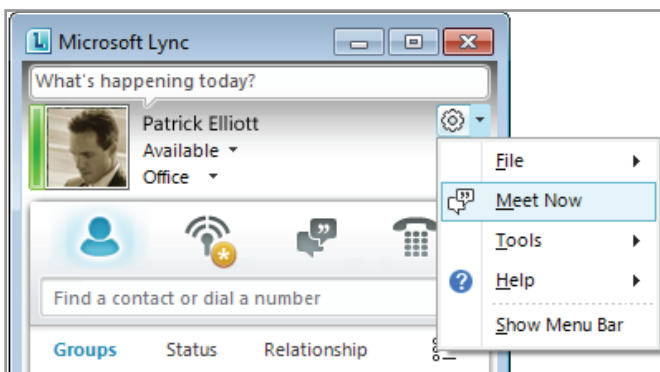 Microsoft Lync
What's happening today?
Patrick Elliott
Available
Office
File
Meet Now
Tools
Help
Show Menu Bar
Find a contact or dial a number
Groups Status Relationship